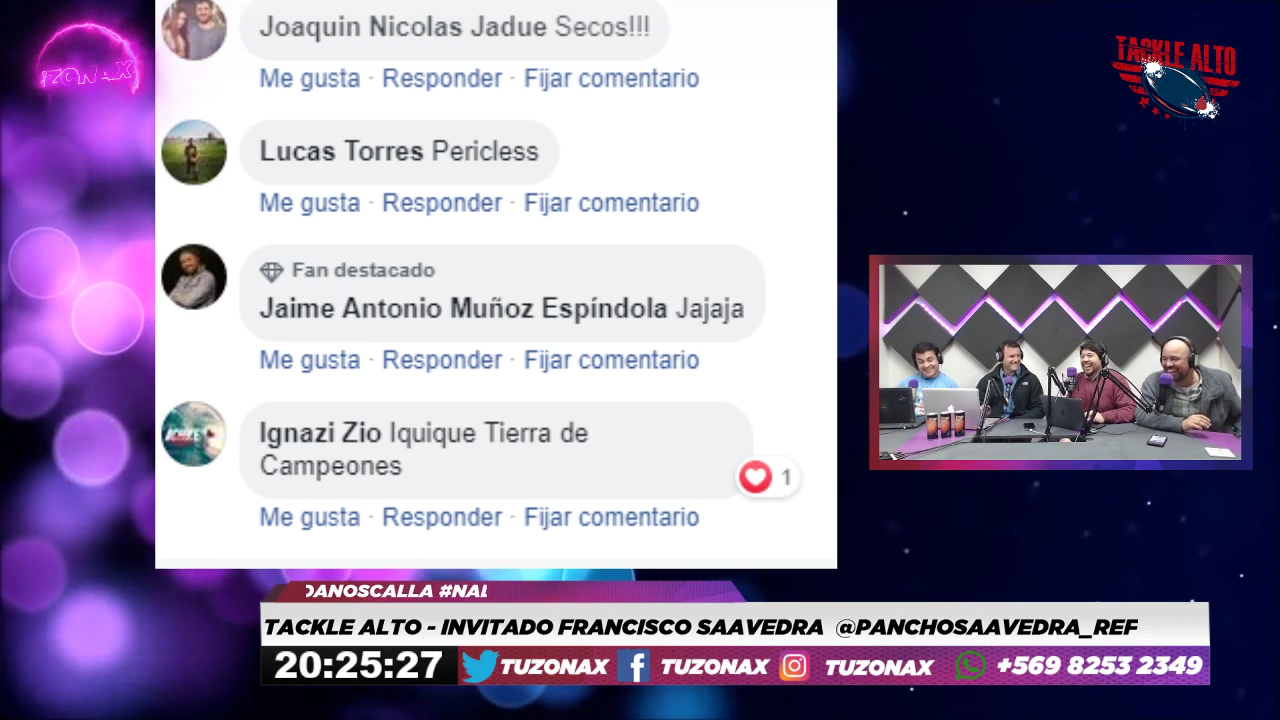 Joaquin Nicolas Jadue Secos!!!
Me gusta · Responder · Fijar comentario
Lucas Torres Pericless
Me gusta · Responder · Fijar comentario
Fan destacado
Jaime Antonio Muñoz Espíndola Jajaja
Me gusta · Responder · Fijar comentario
Ignazi Zio Iquique Tierra de
Campeones
1
Me gusta · Responder · Fijar comentario
ZONAX
TACKLE ALTO
DANOSCALLA #NAL
TACKLE ALTO - INVITADO FRANCISCO SAAVEDRA @PANCHOSAAVEDRA_REF
20:25:27 TUZONAX TUZONAX TUZONAX +569 8253 2349